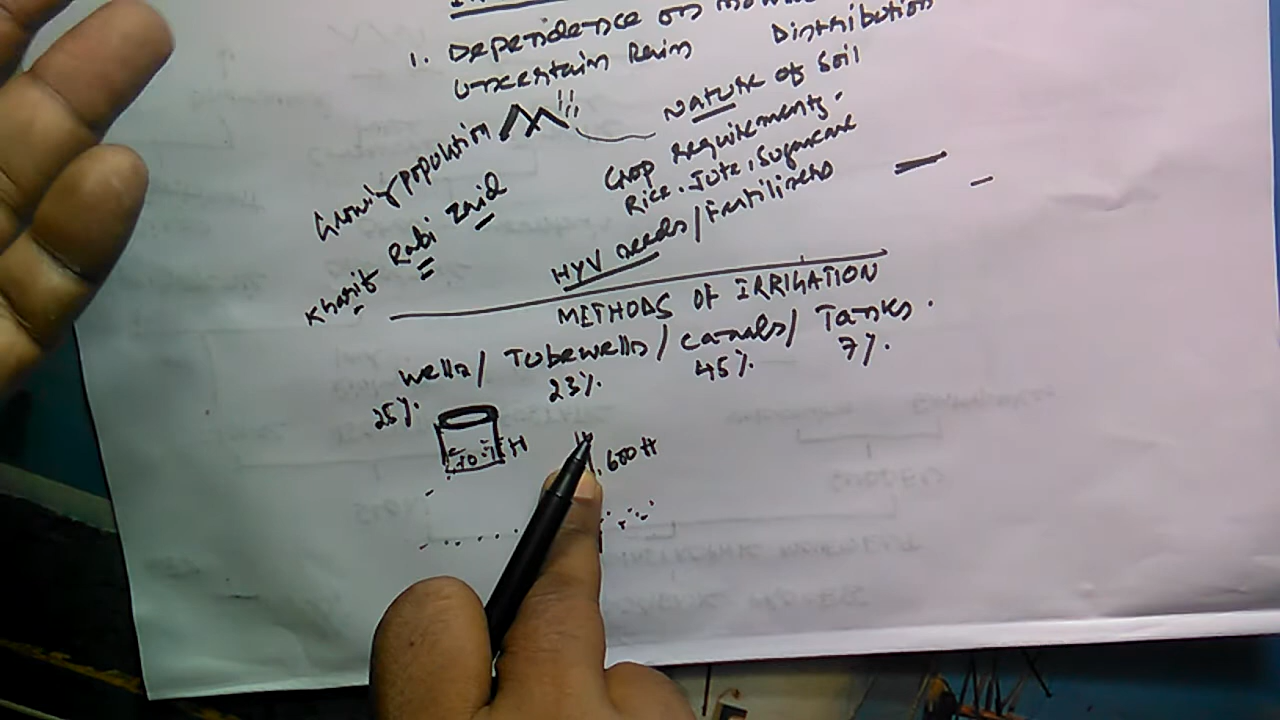 1. Dependence on
Uncertain Rain
Distribution
Growing population
Nature of Soil
Crop Requirements.
Rice, Jute, Sugarcane
HYV seeds/Fertilizers
Kharif Rabi Zaid
METHODS OF IRRIGATION
Wells/ Tubewells/ Canals/ Tanks.
25%. 23%. 45%. 7%.
600 ft